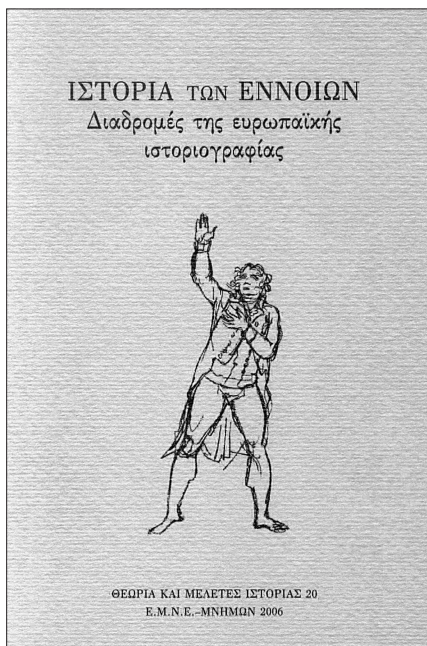 ΙΣΤΟΡΙΑ ΤΩΝ ΕΝΝΟΙΩΝ
Διαδρομές της ευρωπαϊκής
ιστοριογραφίας
ΘΕΩΡΙΑ ΚΑΙ ΜΕΛΕΤΕΣ ΙΣΤΟΡΙΑΣ 20
Ε.Μ.Ν.Ε.–ΜΝΗΜΩΝ 2006